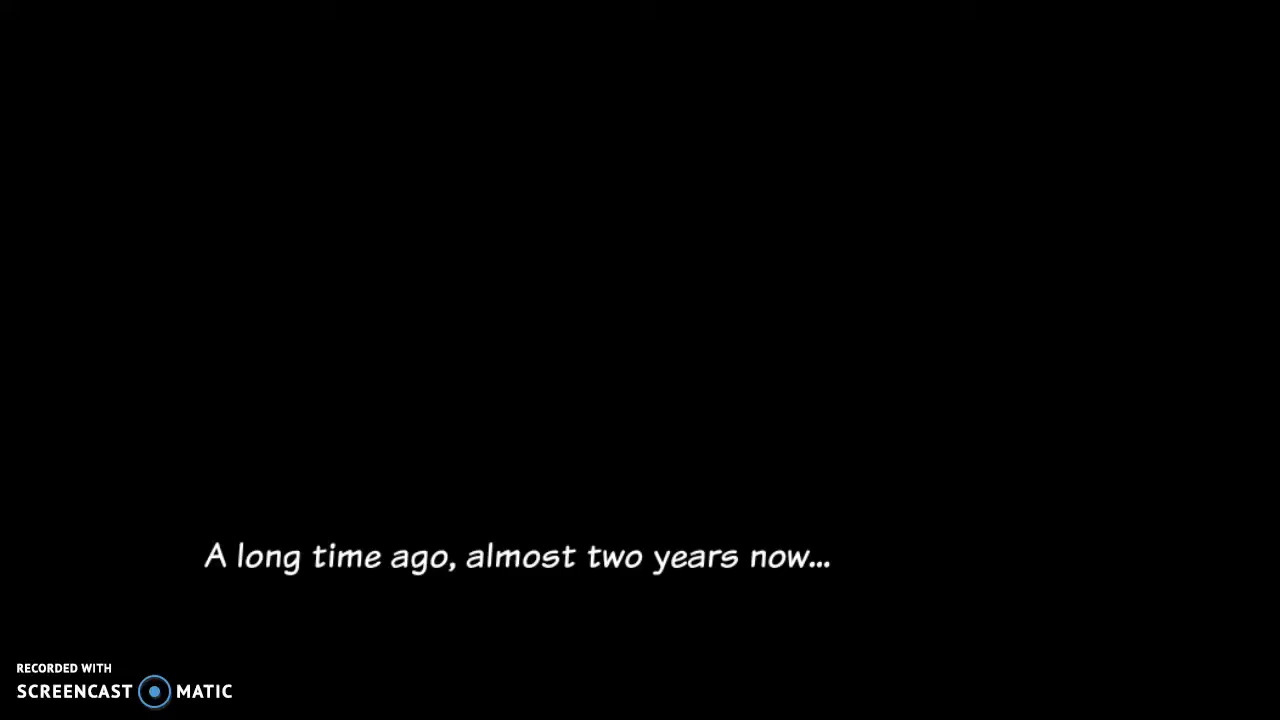 A long time ago, almost two years now...
RECORDED WITH
SCREENCAST MATIC